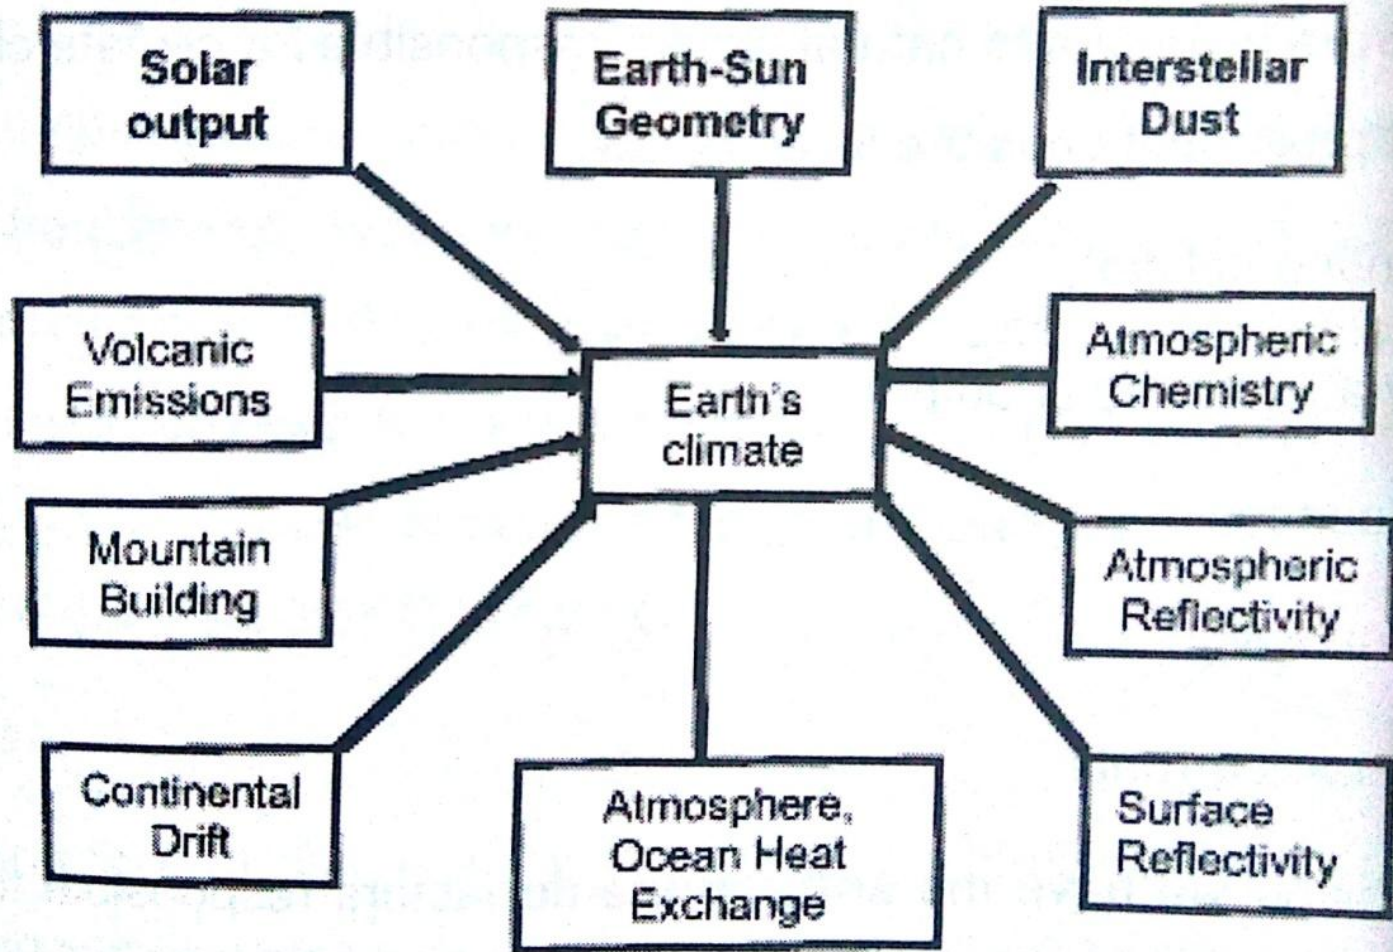 Solar
output
Earth-Sun
Geometry
Interstellar
Dust
Volcanic
Emissions
Earth's
climate
Atmospheric
Chemistry
Mountain
Building
Atmospheric
Reflectivity
Continental
Drift
Atmosphere,
Ocean Heat
Exchange
Surface
Reflectivity